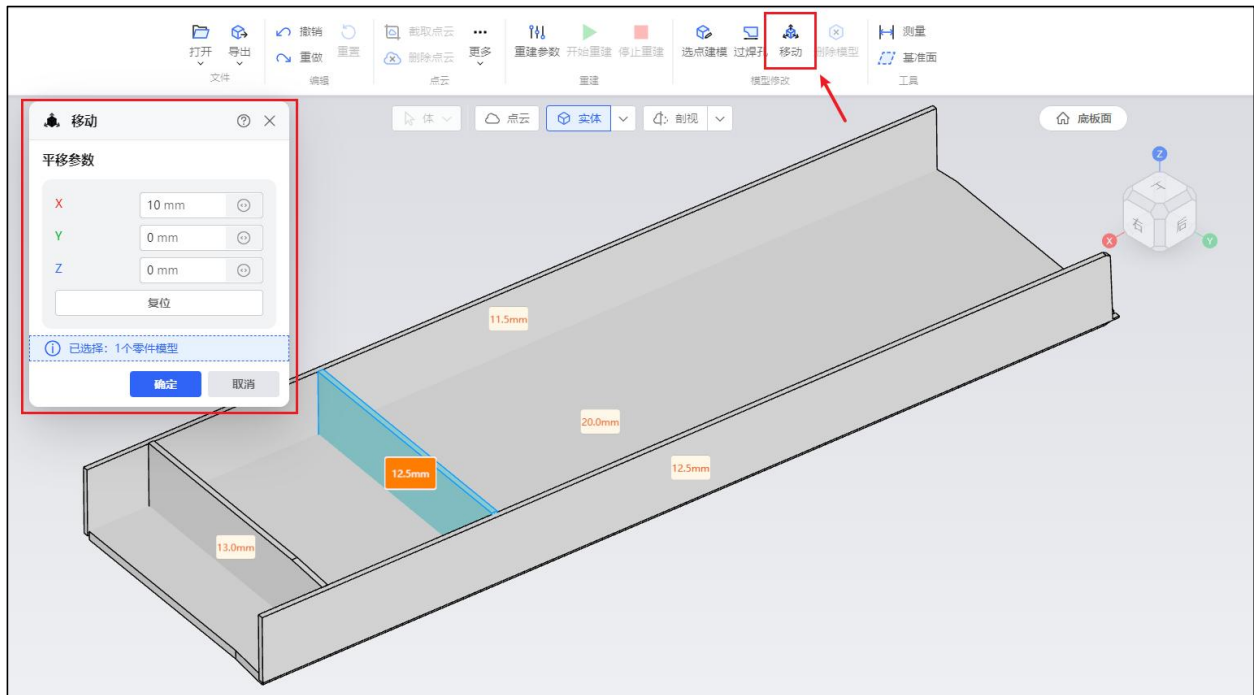 打开 导出
文件
撤销 重置
重做
编辑
截取点云 更多
删除点云
点云
重建参数 开始重建 停止重建
重建
选点建模 过焊孔 移动 删除模型
模型修改
测量
基准面
工具
移动
平移参数
X 10 mm
Y 0 mm
Z 0 mm
复位
已选择：1个零件模型
确定 取消
体 点云 实体 剖视
底板面
Z
下
右 后
X Y
11.5mm
20.0mm
12.5mm
12.5mm
13.0mm